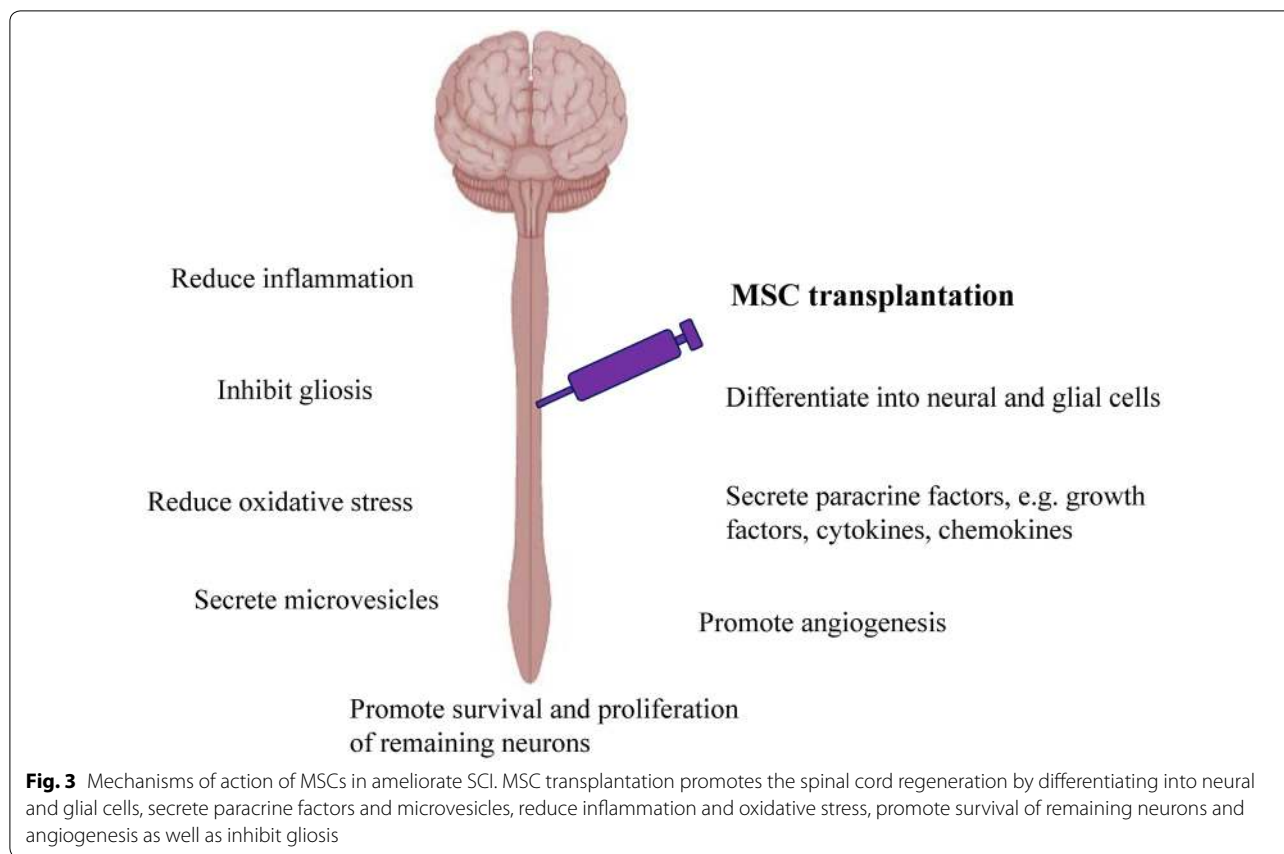 Reduce inflammation
MSC transplantation
Inhibit gliosis
Differentiate into neural and glial cells
Reduce oxidative stress
Secrete paracrine factors, e.g. growth
factors, cytokines, chemokines
Secrete microvesicles
Promote angiogenesis
Promote survival and proliferation
of remaining neurons
Fig. 3 Mechanisms of action of MSCs in ameliorate SCI. MSC transplantation promotes the spinal cord regeneration by differentiating into neural
and glial cells, secrete paracrine factors and microvesicles, reduce inflammation and oxidative stress, promote survival of remaining neurons and
angiogenesis as well as inhibit gliosis